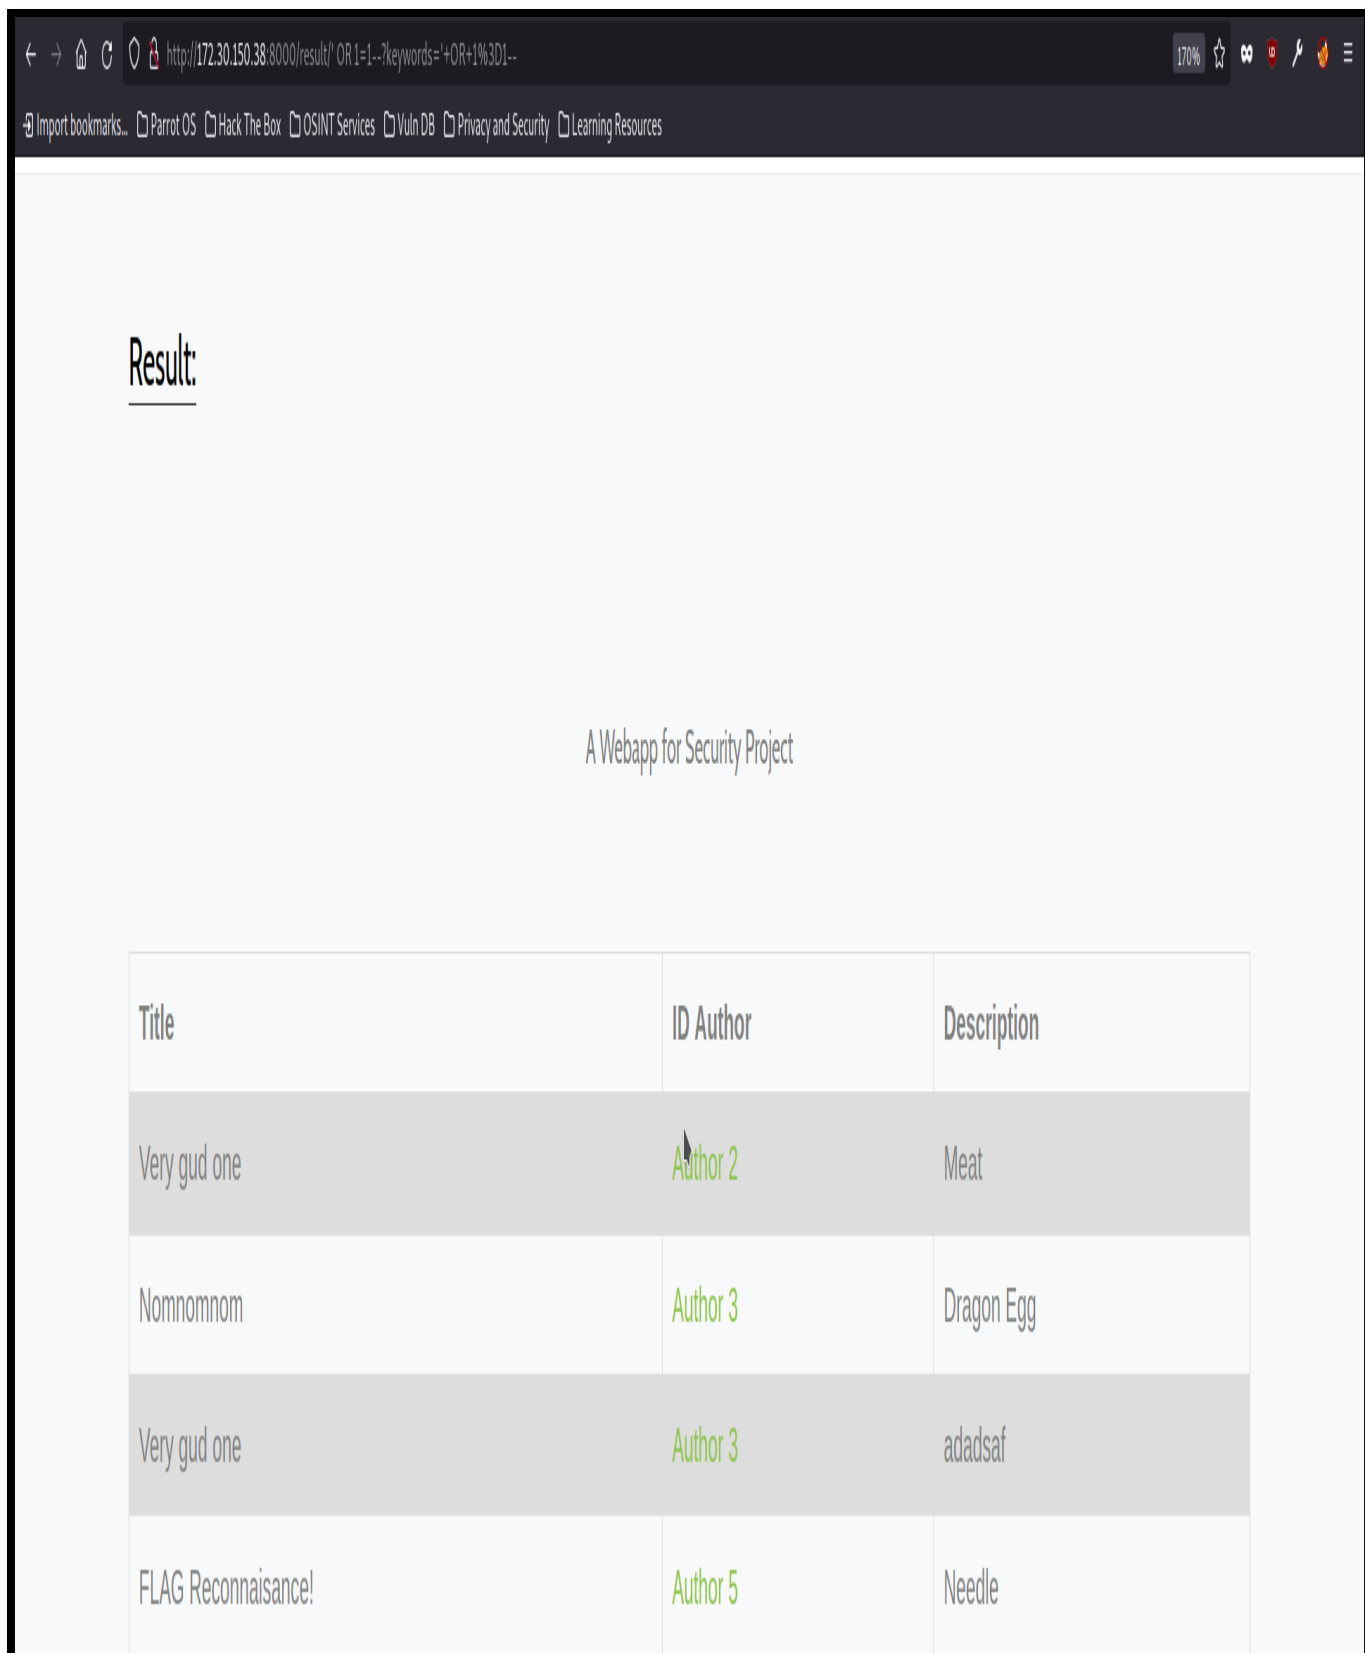 http://172.30.150.38:8000/result/' OR 1=1--?keywords='+OR+1%3D1--
170%
Import bookmarks... Parrot OS Hack The Box OSINT Services Vuln DB Privacy and Security Learning Resources
Result:
A Webapp for Security Project
Title ID Author Description
Very gud one Author 2 Meat
Nomnomnom Author 3 Dragon Egg
Very gud one Author 3 adadsaf
FLAG Reconnaisance! Author 5 Needle